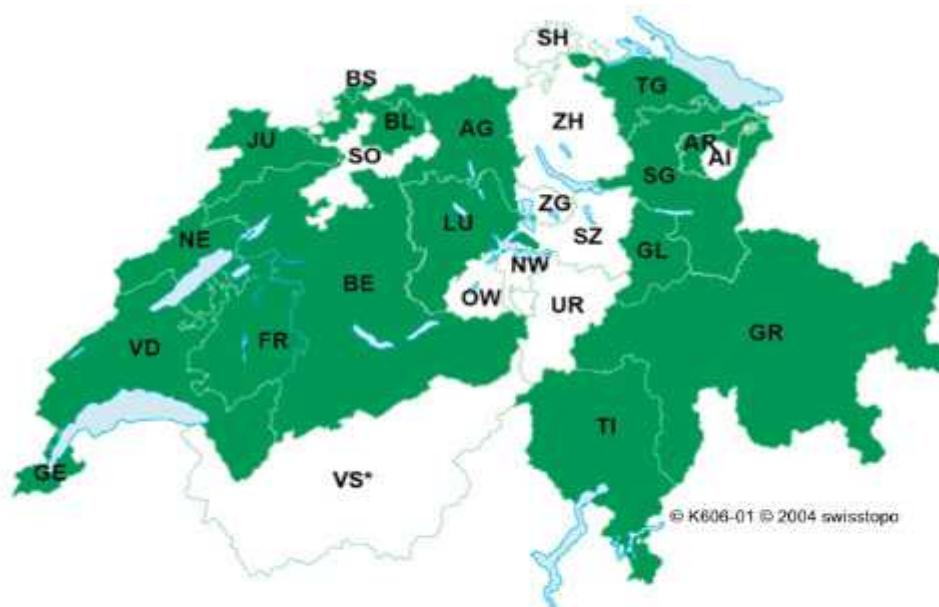 SH
BS
TG
JU
BL
AG
ZH
AR
AI
SO
SG
ZG
LU
SZ
NE
GL
NW
BE
OW
UR
VD
FR
GR
TI
GE
VS*
© K606-01 © 2004 swisstopo